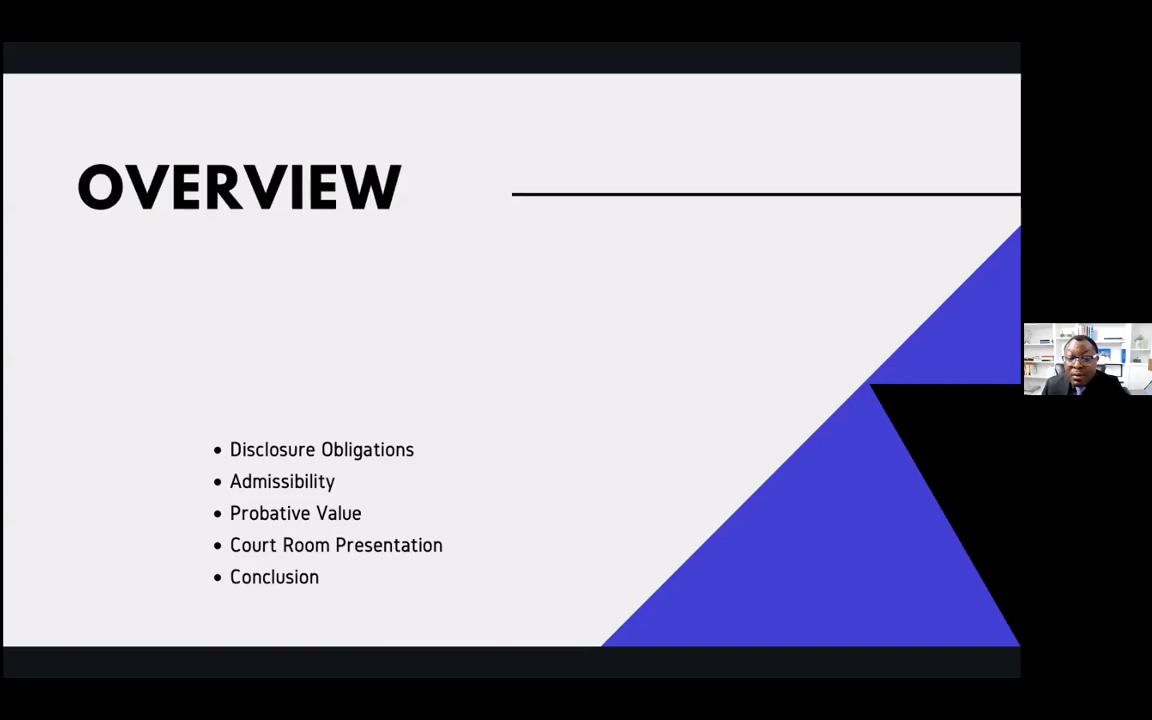 OVERVIEW
• Disclosure Obligations
• Admissibility
• Probative Value
• Court Room Presentation
• Conclusion